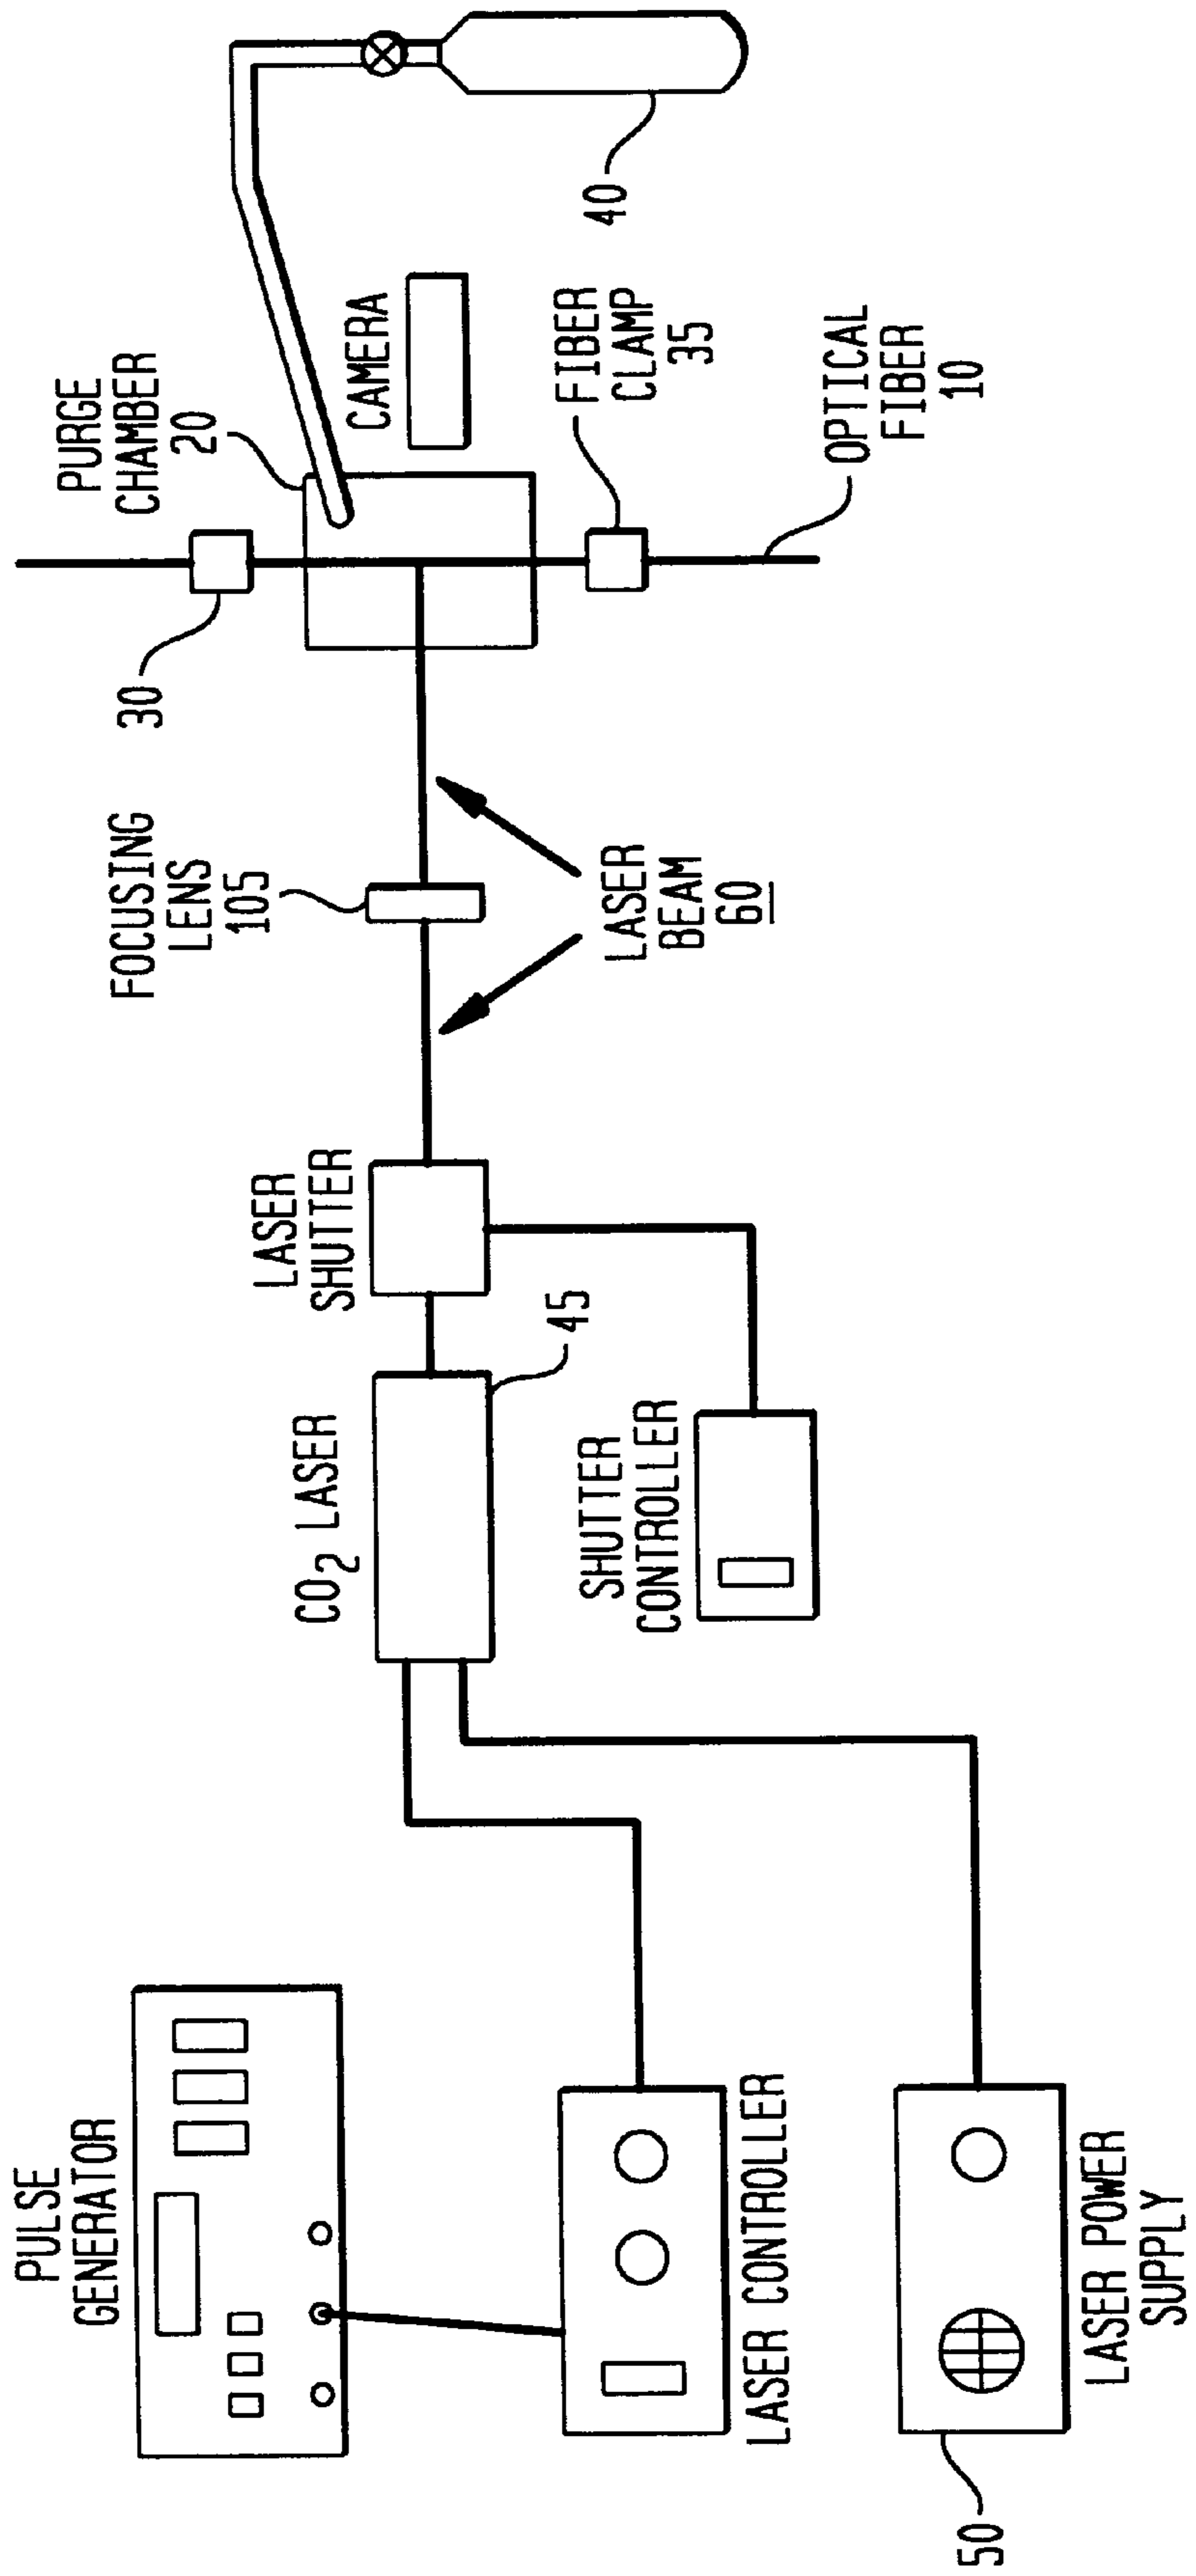 PULSE
GENERATOR
LASER CONTROLLER
50
LASER POWER
SUPPLY
CO2 LASER
45
SHUTTER
CONTROLLER
LASER
SHUTTER
FOCUSING
LENS
105
LASER
BEAM
60
30
PURGE
CHAMBER
20
CAMERA
FIBER
CLAMP
35
OPTICAL
FIBER
10
40